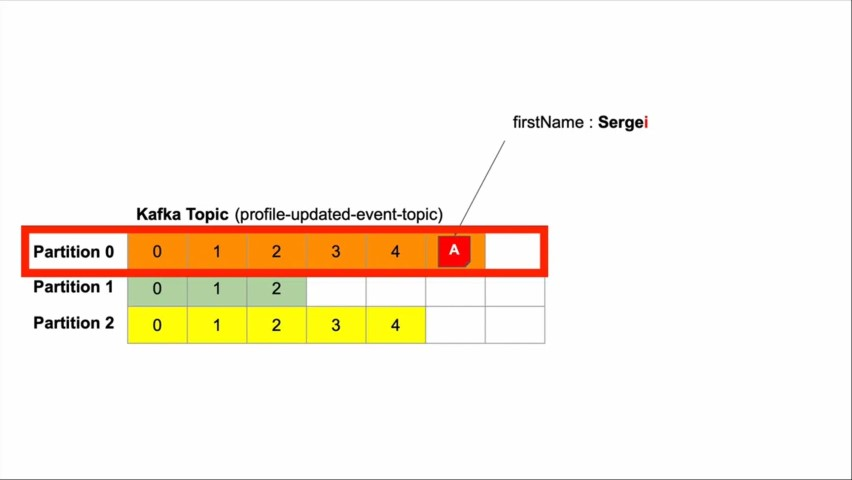 firstName : Sergei
Kafka Topic (profile-updated-event-topic)
Partition 0 0 1 2 3 4 A
Partition 1 0 1 2
Partition 2 0 1 2 3 4